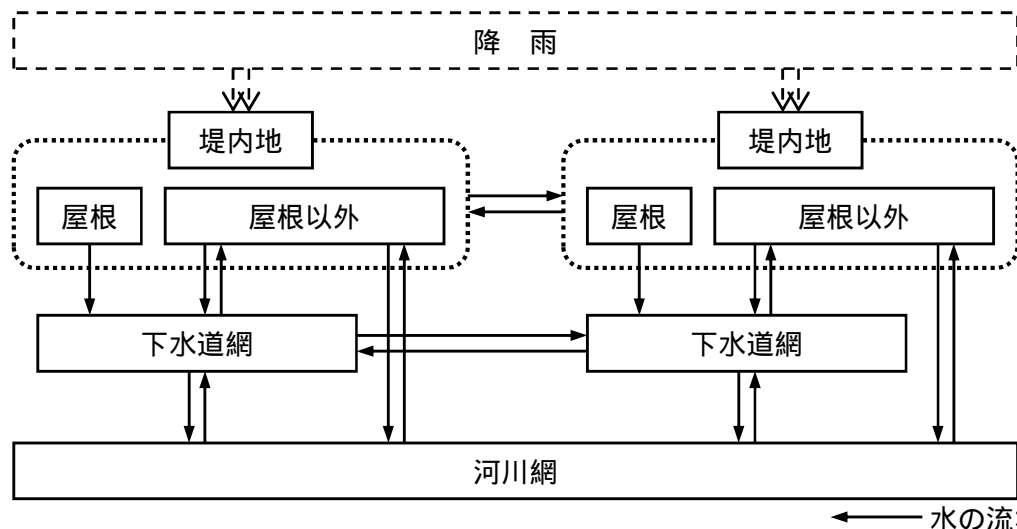 降　雨
堤内地
堤内地
屋根
屋根以外
屋根
屋根以外
下水道網
下水道網
河川網
水の流